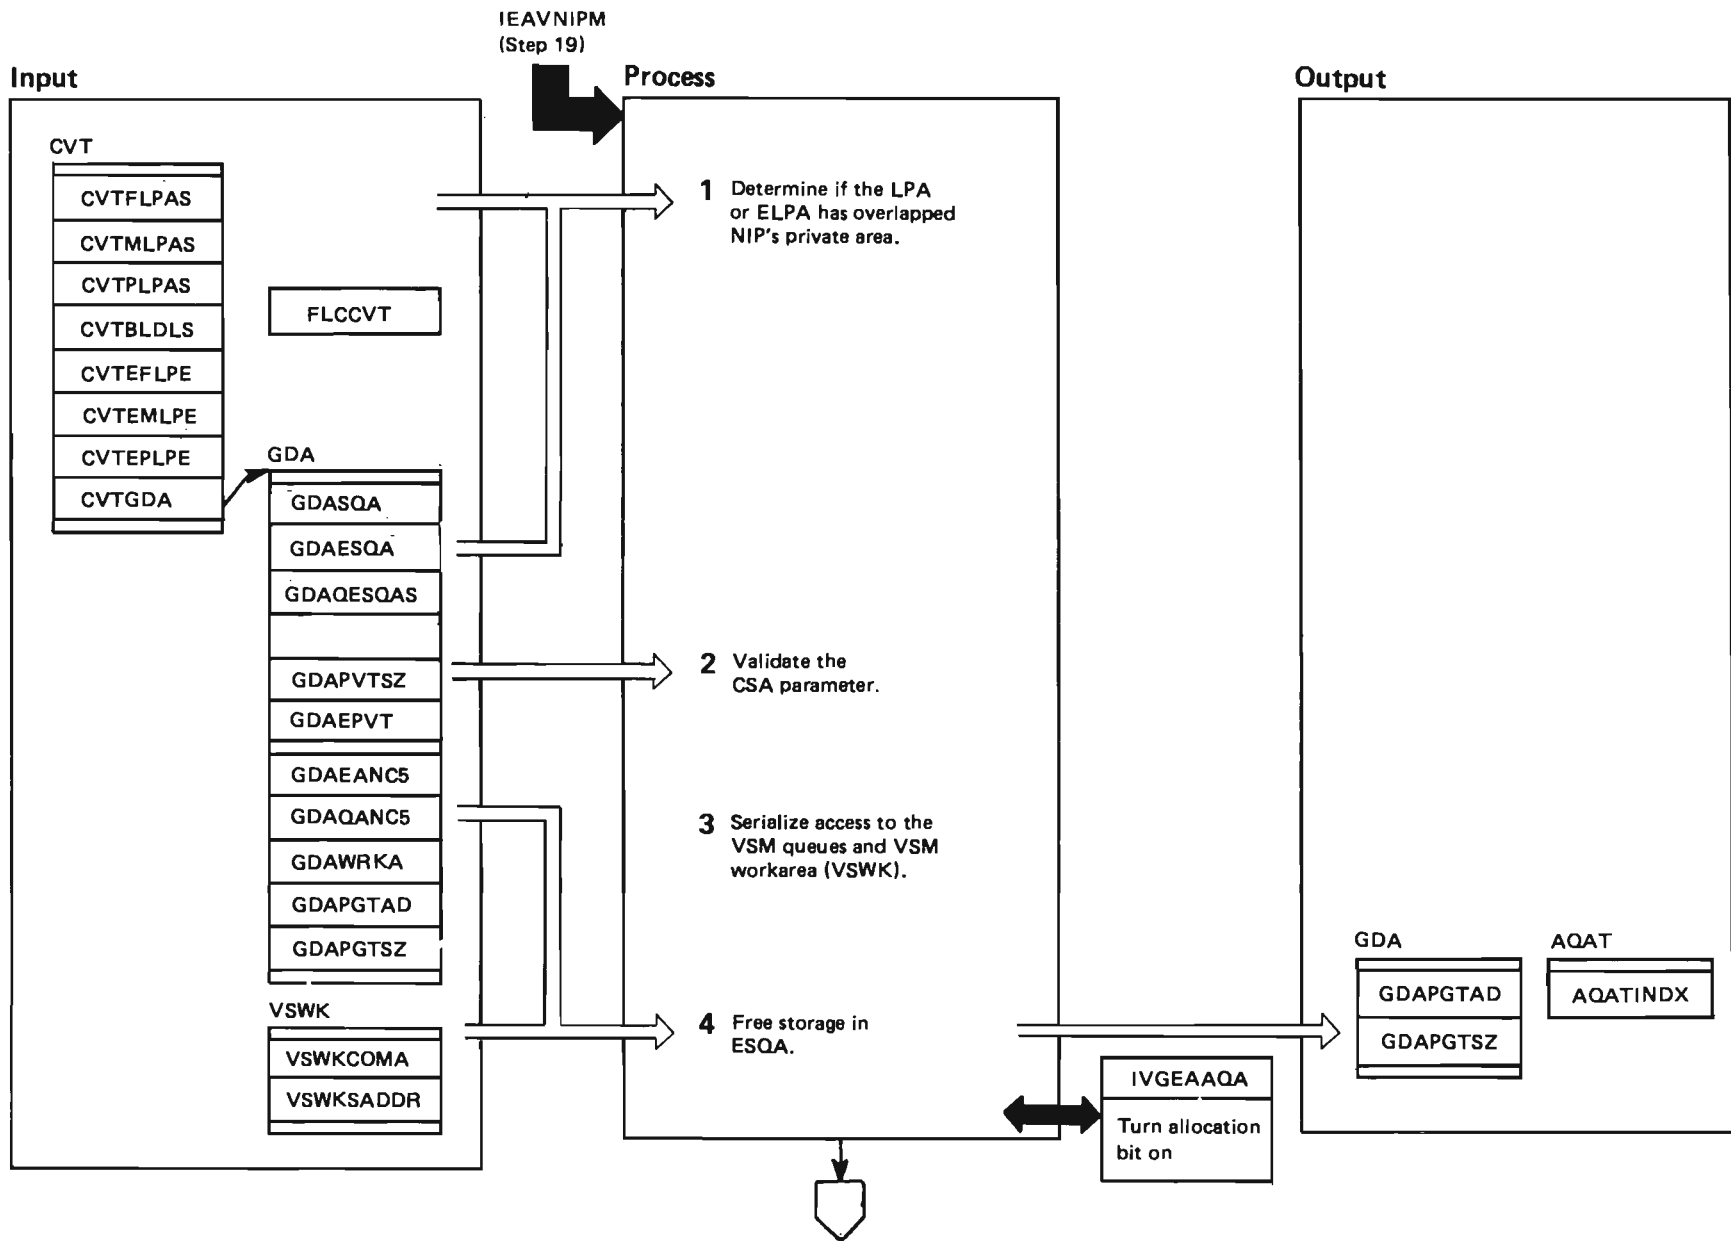 IEAVNIPM
(Step 19)
Input
Process
Output
CVT
CVTFLPAS
CVTMLPAS
CVTPLPAS
CVTBLDLS
CVTEFLPE
CVTEMLPE
CVTEPLPE
CVTGDA
FLCCVT
GDA
GDASQA
GDAESQA
GDAQESQAS
GDAPVTSZ
GDAEPVT
GDAEANC5
GDAQANC5
GDAWRKA
GDAPGTAD
GDAPGTSZ
VSWK
VSWKCOMA
VSWKSADDR
1 Determine if the LPA
or ELPA has overlapped
NIP's private area.
2 Validate the
CSA parameter.
3 Serialize access to the
VSM queues and VSM
workarea (VSWK).
4 Free storage in
ESQA.
IVGEAAQA
Turn allocation
bit on
GDA
GDAPGTAD
GDAPGTSZ
AQAT
AQATINDX